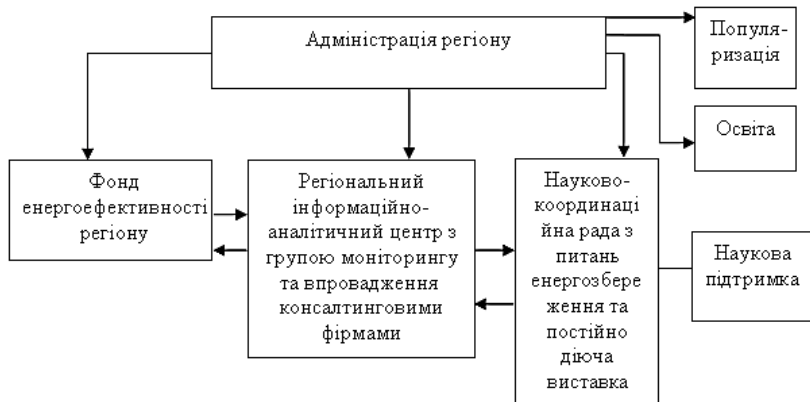 Адміністрація регіону
Популя-
ризація
Освіта
Фонд
енергоефективності
регіону
Регіональний
інформаційно-
аналітичний центр з
групою моніторингу
та впровадження
консалтинговими
фірмами
Науково-
координаці
йна рада з
питань
енергозбере
ження та
постійно
діюча
виставка
Наукова
підтримка